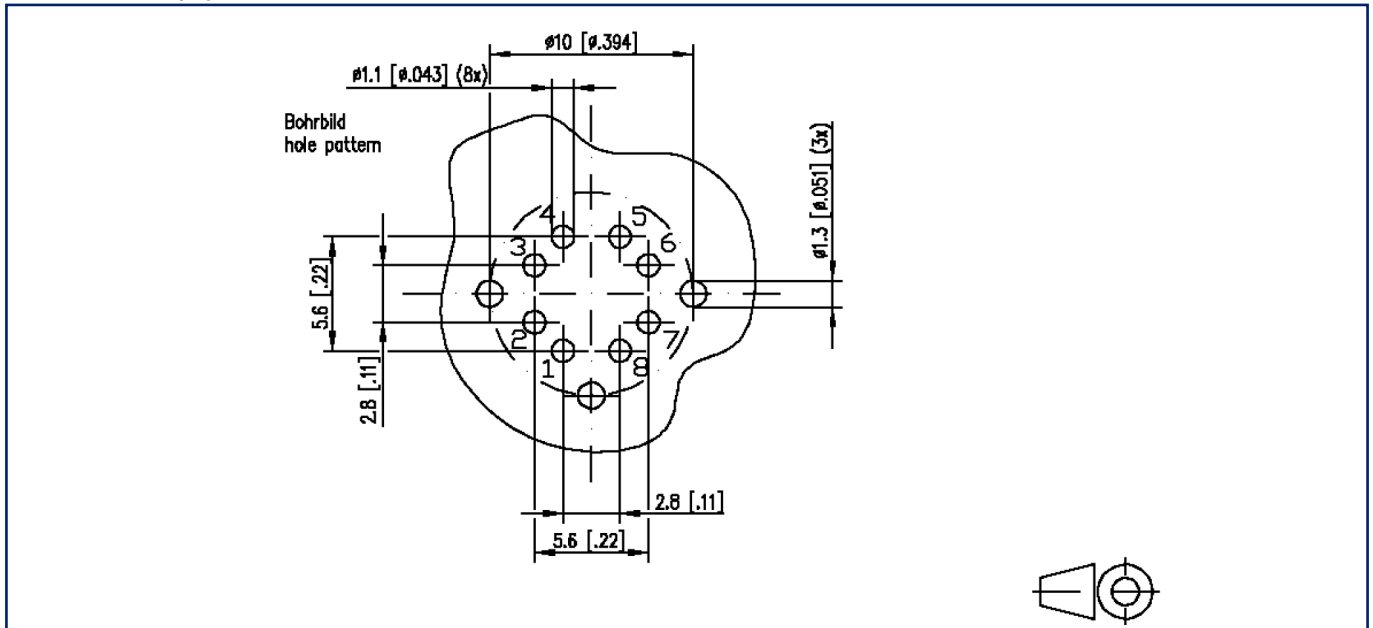 ø10 [ø.394]
ø1.1 [ø.043] (8x)
Bohrbild
hole pattern
ø1.3 [ø.051] (3x)
4 5
3 6
5.6 [.22]
2 7
1 8
2.8 [.11]
2.8 [.11]
5.6 [.22]